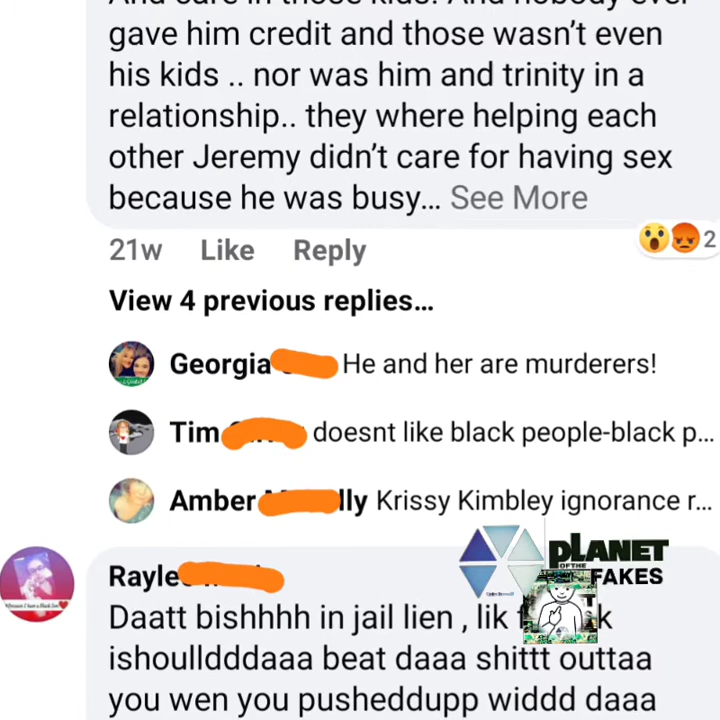 gave him credit and those wasn't even
his kids .. nor was him and trinity in a
relationship.. they where helping each
other Jeremy didn't care for having sex
because he was busy... See More
21w Like Reply
2
View 4 previous replies...
Georgia He and her are murderers!
Tim doesnt like black people-black p...
Amber lly Krissy Kimbley ignorance r...
PLANET
OF THE
FAKES
Rayle
Daatt bishhhh in jail lien , lik
ishoulldddaaa beat daaa shittt outtaa
you wen you pusheddupp widdd daaa